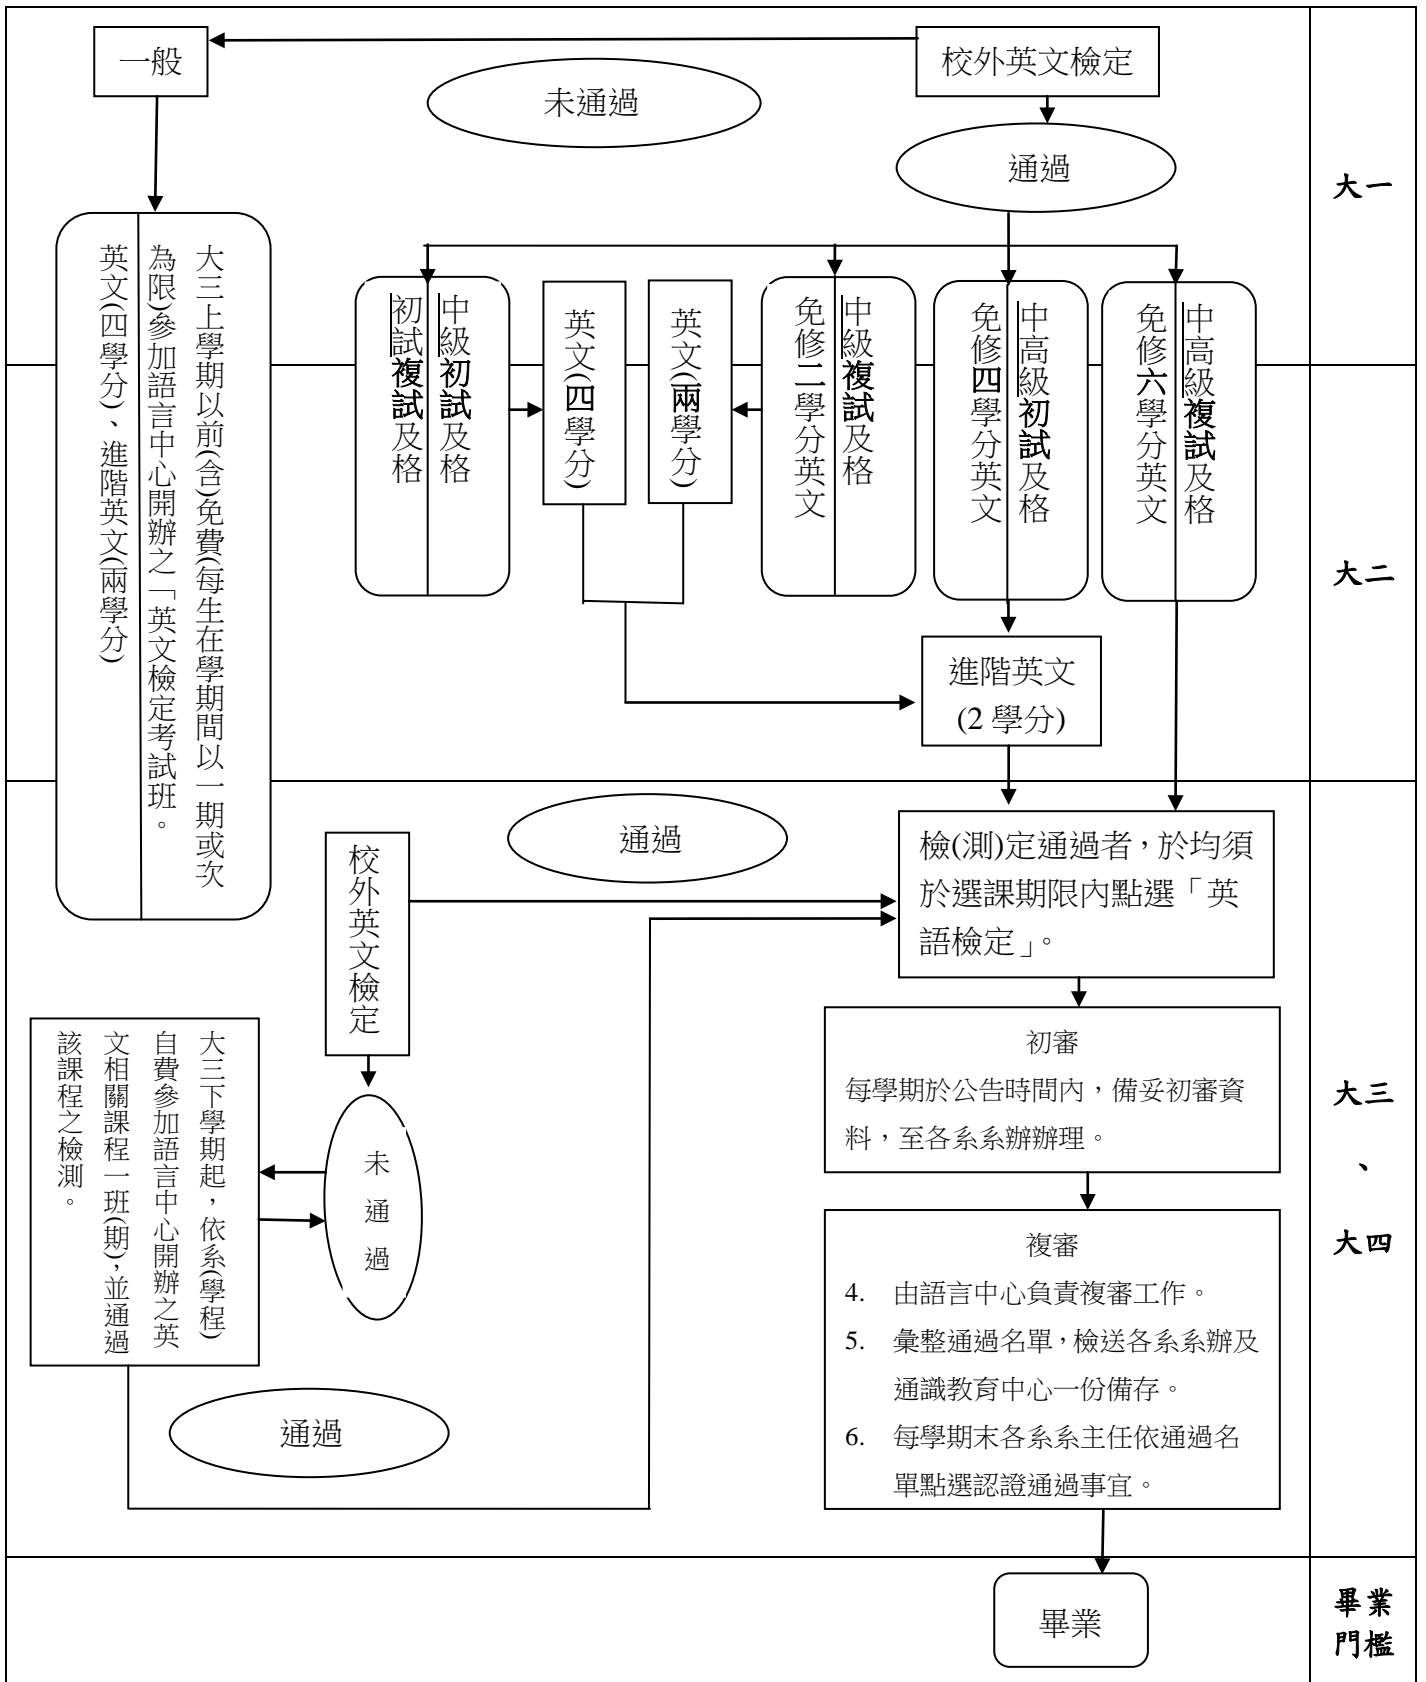 一般
校外英文檢定
未通過
通過
大一
大三上學期以前(含)免費(每生在學期間以一期或次
為限)參加語言中心開辦之「英文檢定考試班。
英文(四學分)、進階英文(兩學分)
中級初試及格
初試複試及格
英文(四學分)
英文(兩學分)
中級複試及格
免修二學分英文
中高級初試及格
免修四學分英文
中高級複試及格
免修六學分英文
大二
進階英文
(2 學分)
通過
校外英文檢定
檢(測)定通過者，於均須
於選課期限內點選「英
語檢定」。
大三下學期起，依系(學程)
自費參加語言中心開辦之英
文相關課程一班(期)，並通過
該課程之檢測。
未
通
過
初審
每學期於公告時間內，備妥初審資
料，至各系系辦辦理。
大三
、
大四
複審
4. 由語言中心負責複審工作。
5. 彙整通過名單，檢送各系系辦及
通識教育中心一份備存。
6. 每學期末各系系主任依通過名
單點選認證通過事宜。
通過
畢業
畢業
門檻